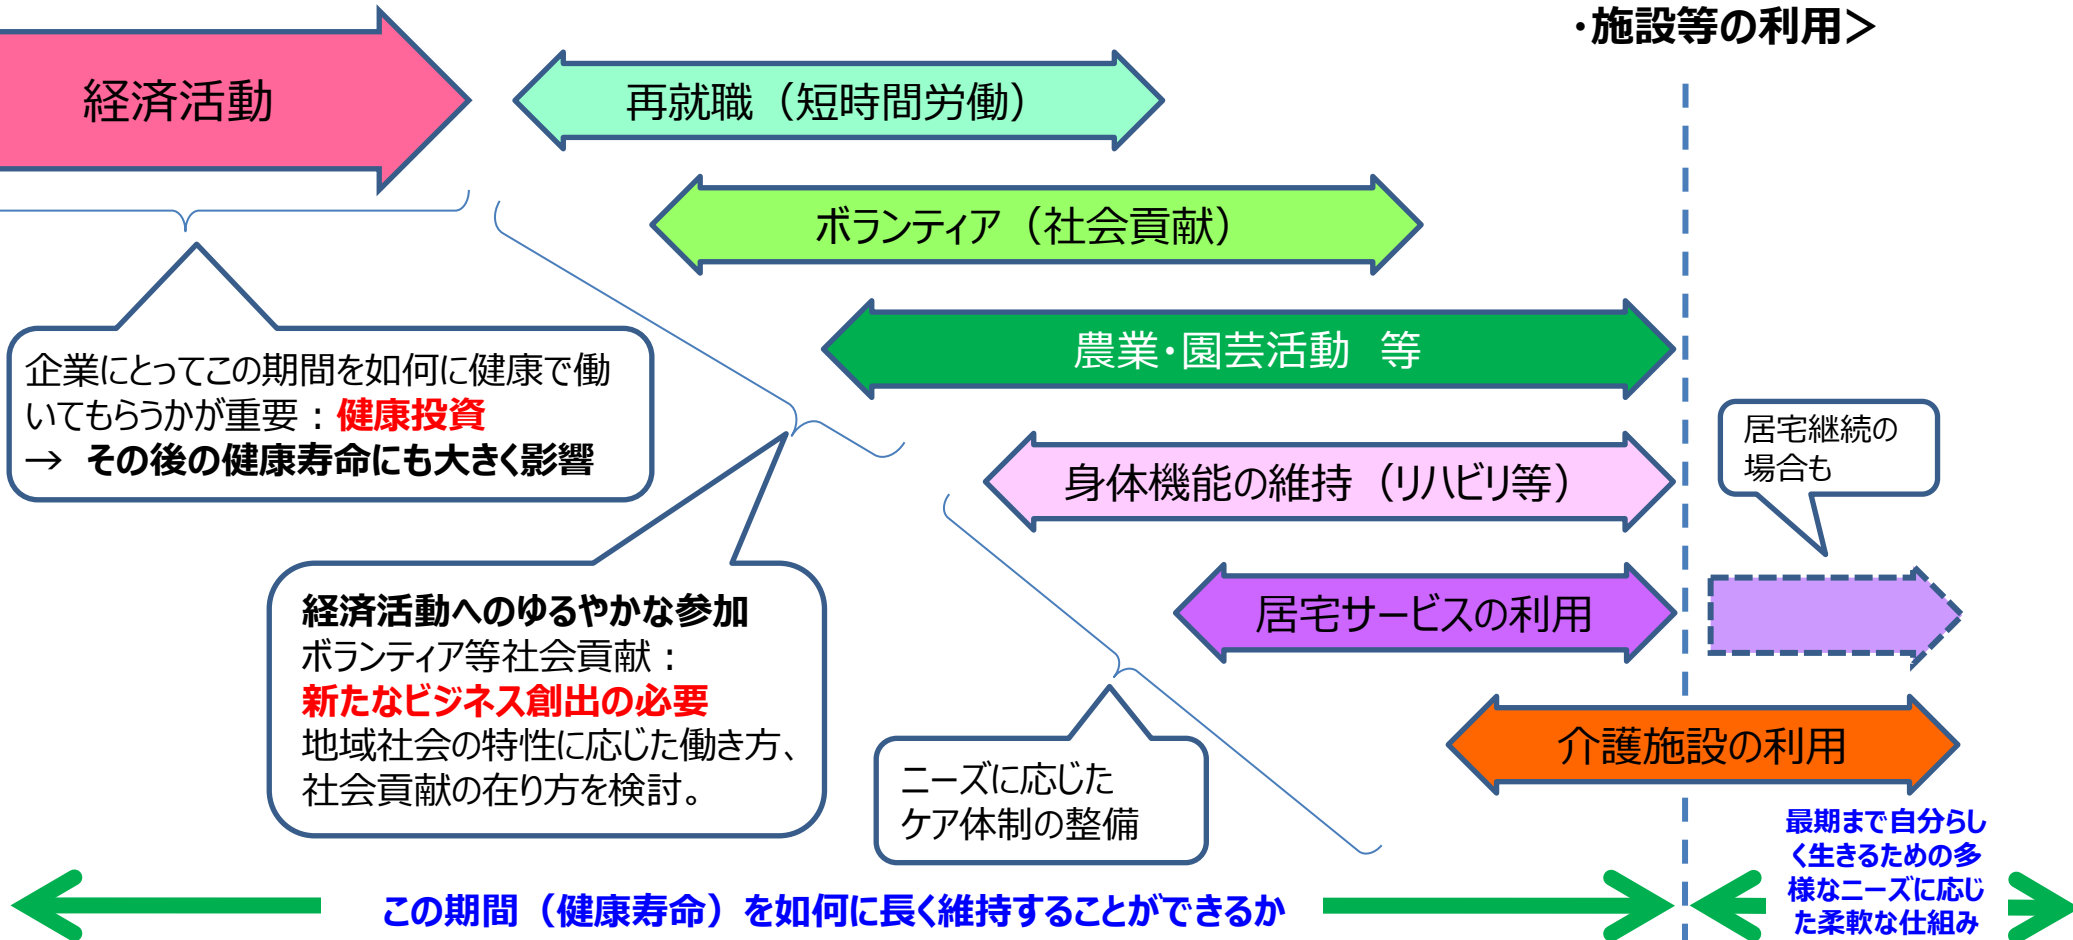 ・施設等の利用＞
経済活動
再就職（短時間労働）
ボランティア（社会貢献）
農業・園芸活動　等
企業にとってこの期間を如何に健康で働
いてもらうかが重要：健康投資
→ その後の健康寿命にも大きく影響
居宅継続の
場合も
身体機能の維持（リハビリ等）
居宅サービスの利用
経済活動へのゆるやかな参加
ボランティア等社会貢献：
新たなビジネス創出の必要
地域社会の特性に応じた働き方、
社会貢献の在り方を検討。
介護施設の利用
ニーズに応じた
ケア体制の整備
この期間（健康寿命）を如何に長く維持することができるか
最期まで自分らし
く生きるための多
様なニーズに応じ
た柔軟な仕組み